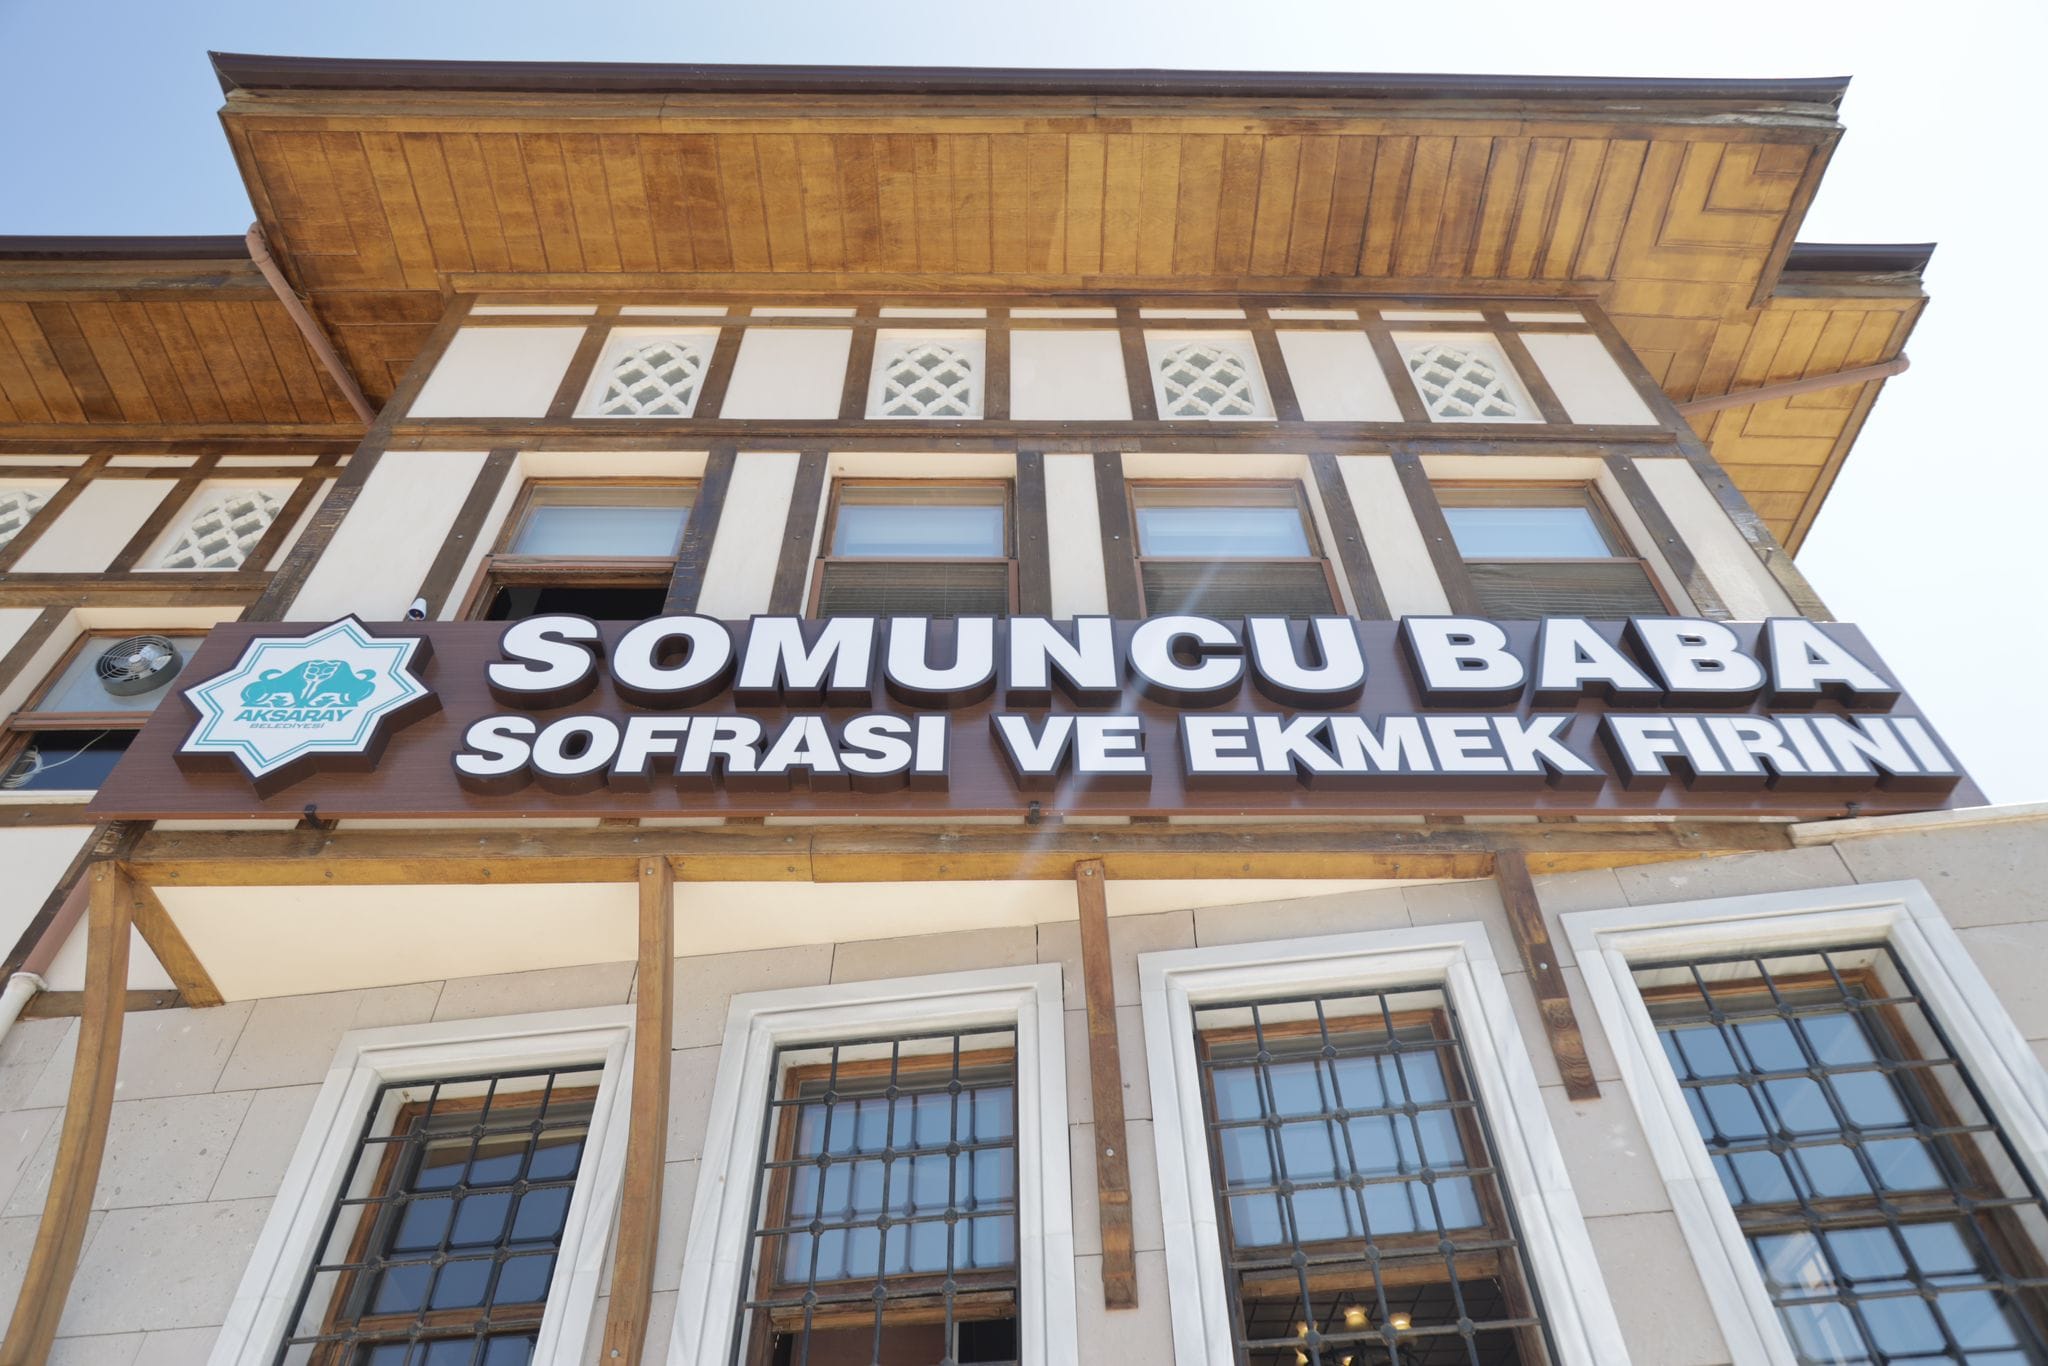 SOMUNCU BABA
SOFRASI VE EKMEK FIRINI
AKSARAY
BELEDİYESİ